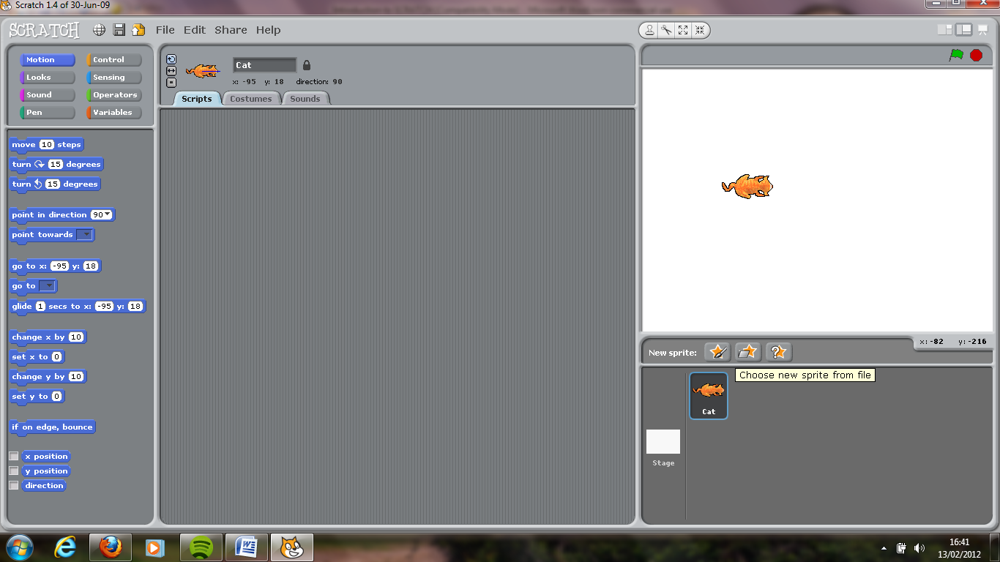 Scratch 1.4 of 30-Jun-09
SCRATCH File Edit Share Help
Motion Control
Looks Sensing
Sound Operators
Pen Variables
move 10 steps
turn 15 degrees
turn 15 degrees
point in direction 90
point towards
go to x: -95 y: 18
go to
glide 1 secs to x: -95 y: 18
change x by 10
set x to 0
change y by 10
set y to 0
if on edge, bounce
x position
y position
direction
Cat
x: -95 y: 18 direction: 90
Scripts Costumes Sounds
x: -82 y: -216
New sprite:
Choose new sprite from file
Cat
Stage
16:41
13/02/2012